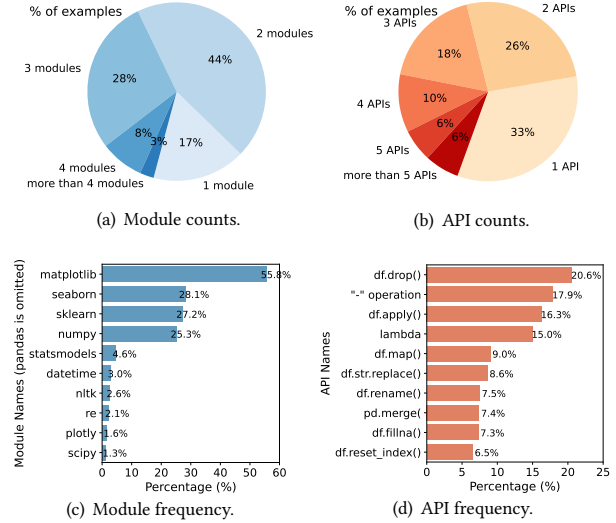 % of examples
2 modules
44%
3 modules
28%
8%
3%
17%
4 modules
more than 4 modules
1 module
(a) Module counts.
% of examples
2 APIs
3 APIs
26%
18%
4 APIs
10%
6%
6%
33%
5 APIs
more than 5 APIs
1 API
(b) API counts.
Module Names (pandas is omitted)
matplotlib 55.8%
seaborn 28.1%
sklearn 27.2%
numpy 25.3%
statsmodels 4.6%
datetime 3.0%
nltk 2.6%
re 2.1%
plotly 1.6%
scipy 1.3%
0 10 20 30 40 50 60
Percentage (%)
(c) Module frequency.
API Names
df.drop() 20.6%
"-" operation 17.9%
df.apply() 16.3%
lambda 15.0%
df.map() 9.0%
df.str.replace() 8.6%
df.rename() 7.5%
pd.merge( 7.4%
df.fillna() 7.3%
df.reset_index() 6.5%
0 5 10 15 20 25
Percentage (%)
(d) API frequency.